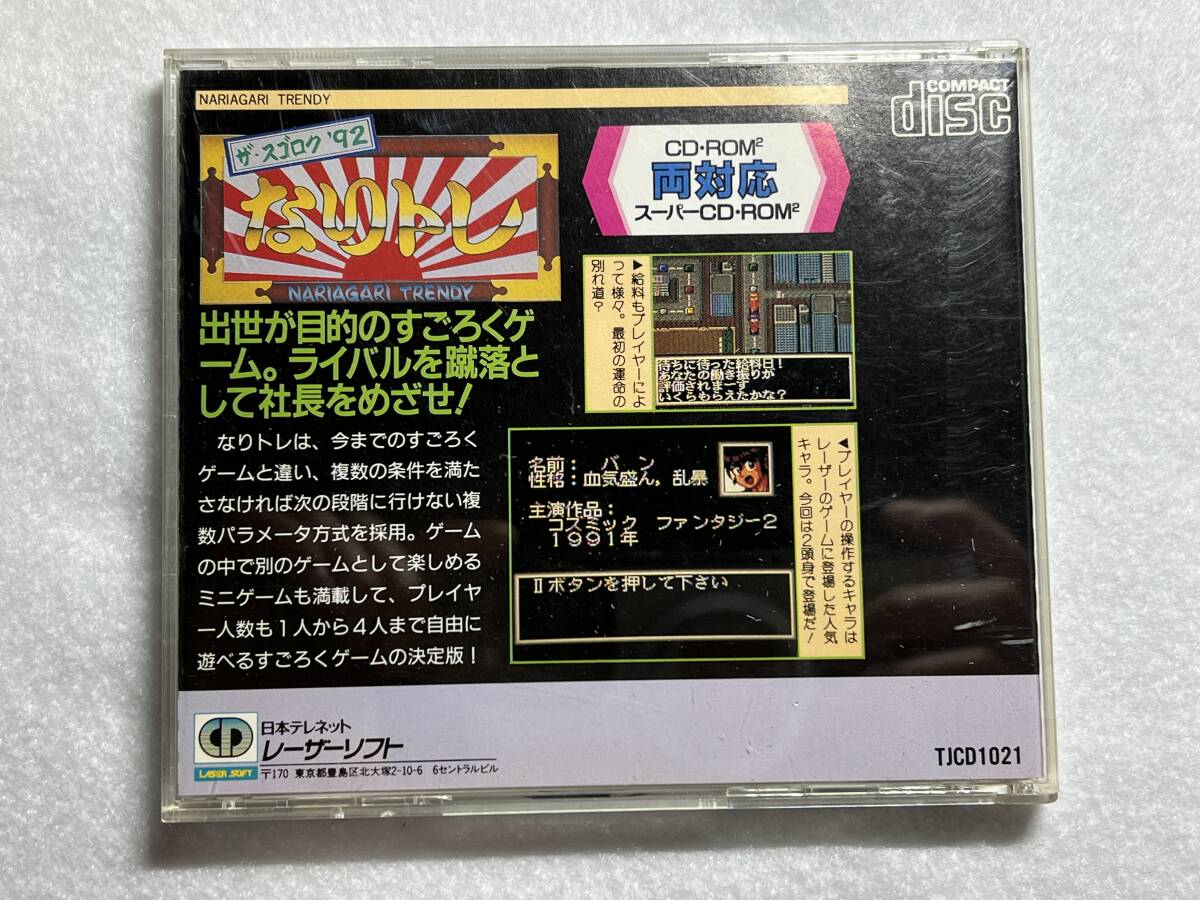 NARIAGARI TRENDY
COMPACT
disc
ザ・スゴロク'92
なりトレ
NARIAGARI TRENDY
CD・ROM²
両対応
スーパーCD・ROM²
出世が目的のすごろくゲ
ーム。ライバルを蹴落と
して社長をめざせ!
なりトレは、今までのすごろく
ゲームと違い、複数の条件を満た
さなければ次の段階に行けない複
数パラメータ方式を採用。ゲーム
の中で別のゲームとして楽しめる
ミニゲームも満載して、プレイヤ
ー人数も1人から4人まで自由に
遊べるすごろくゲームの決定版!
▶給料もプレイヤーによ
って様々。最初の運命の
別れ道?
待ちに待った給料日!
あなたの働き振りが
評価されまーす
いくらもらえたかな?
名前: バーン
性格:血気盛ん,乱暴
主演作品:
コズミック ファンタジー2
1991年
Ⅱボタンを押して下さい
◀プレイヤーの操作するキャラは
レーザーのゲームに登場した人気
キャラ。今回は2頭身で登場だ!
LASER SOFT
日本テレネット
レーザーソフト
〒170 東京都豊島区北大塚2-10-6 6セントラルビル
TJCD1021